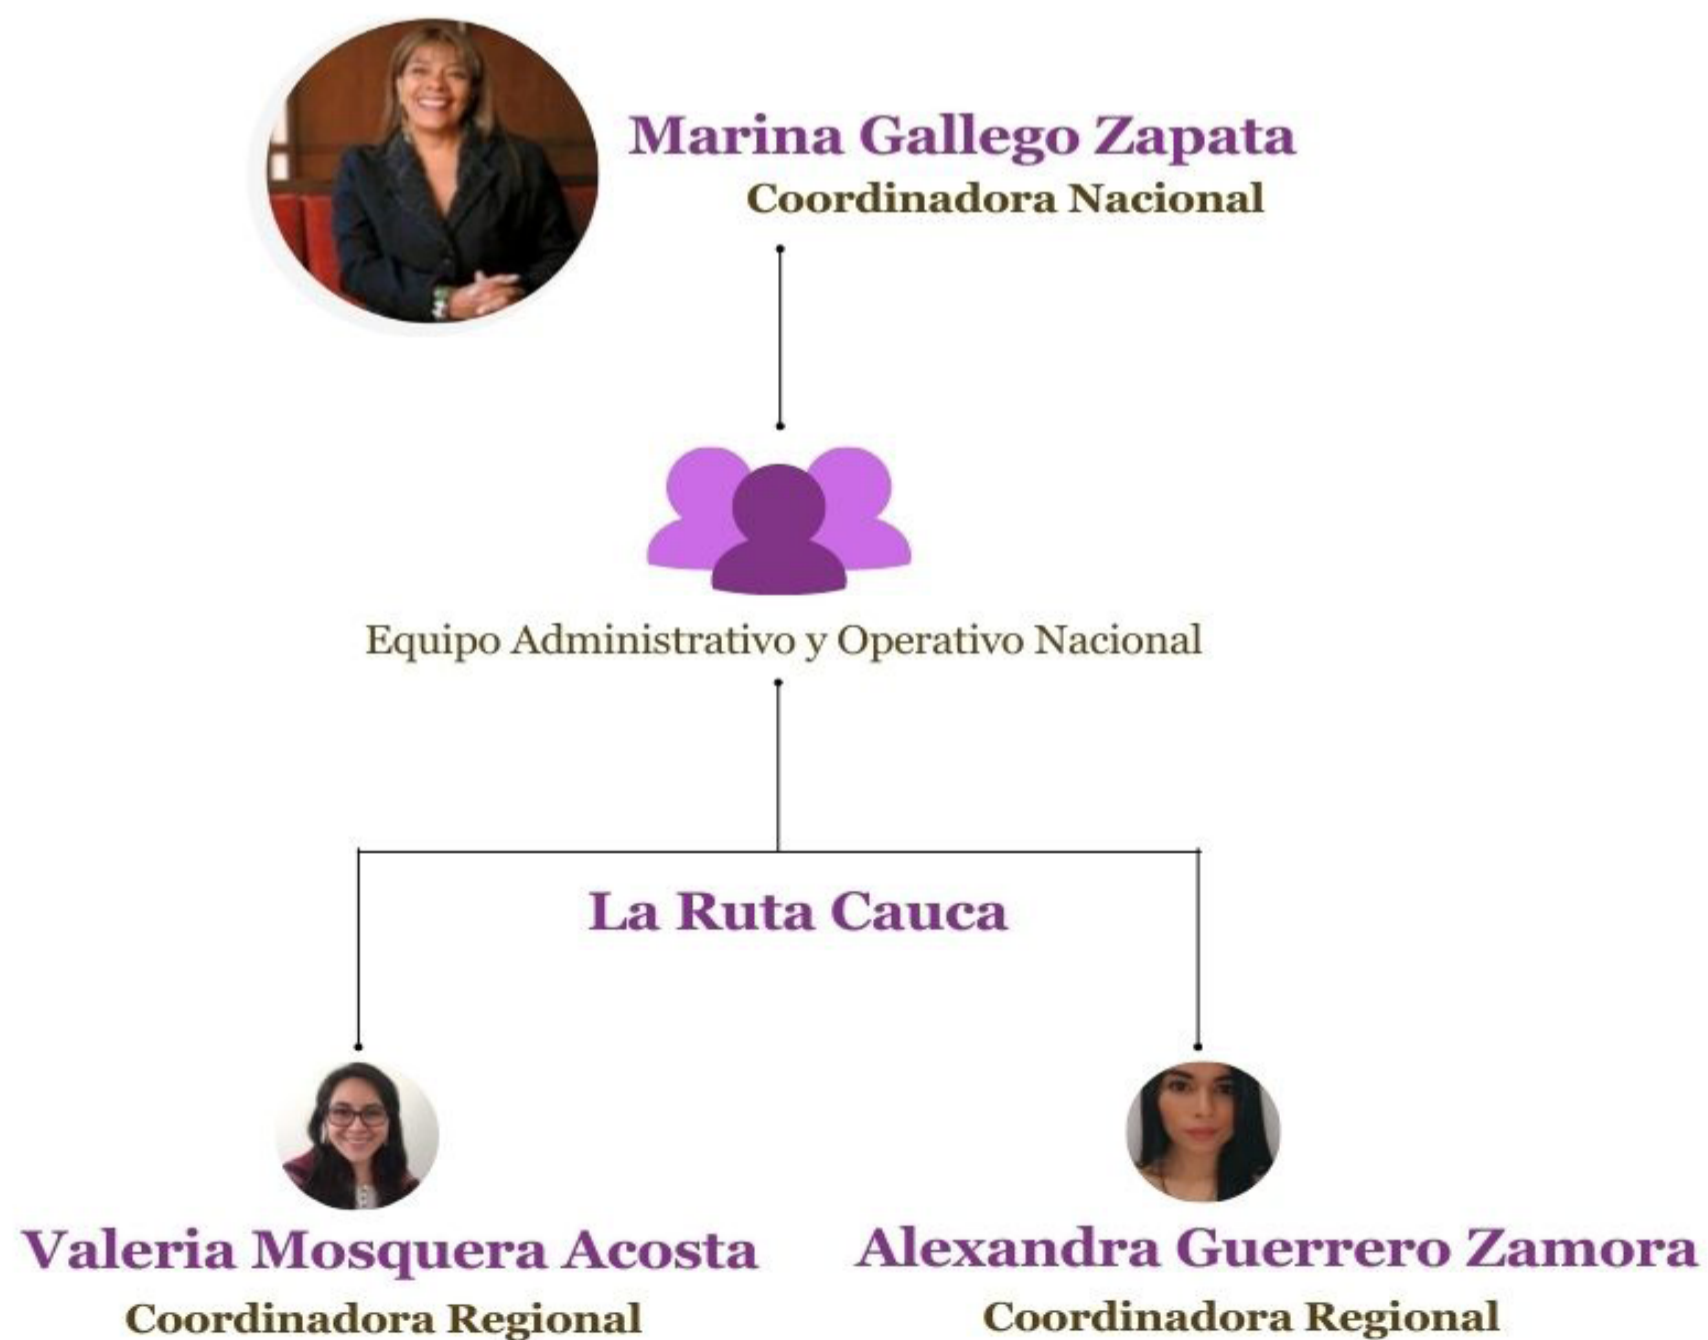 Marina Gallego Zapata
Coordinadora Nacional
Equipo Administrativo y Operativo Nacional
La Ruta Cauca
Valeria Mosquera Acosta
Coordinadora Regional
Alexandra Guerrero Zamora
Coordinadora Regional